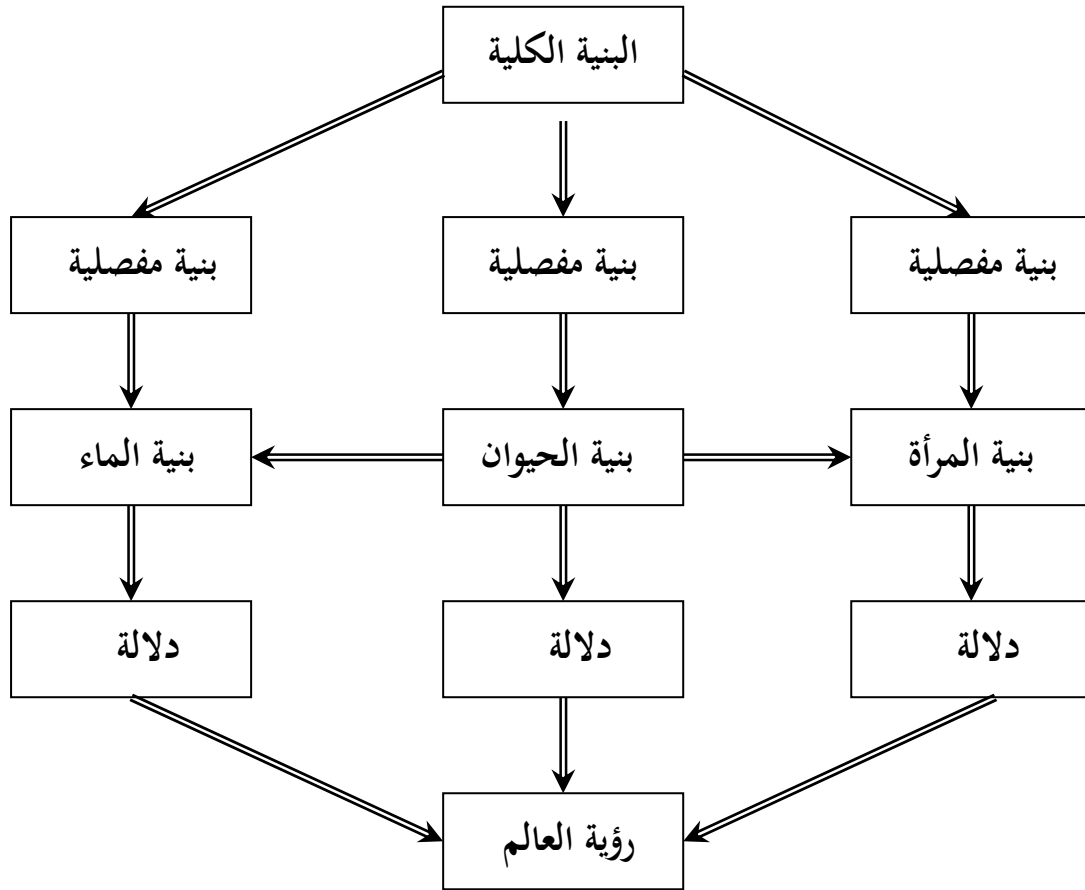 البنية الكلية
بنية مفصلية
بنية مفصلية
بنية مفصلية
بنية المرأة
بنية الحيوان
بنية الماء
دلالة
دلالة
دلالة
رؤية العالم